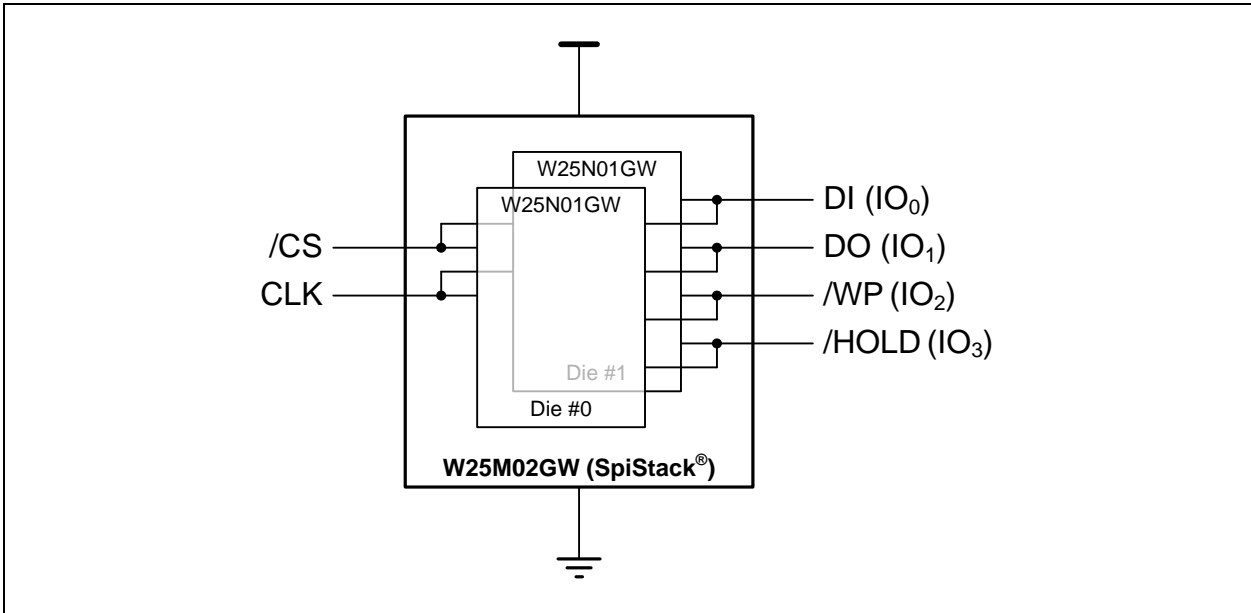 W25N01GW
W25N01GW
DI (IO₀)
/CS
DO (IO₁)
CLK
/WP (IO₂)
/HOLD (IO₃)
Die #1
Die #0
W25M02GW (SpiStack®)